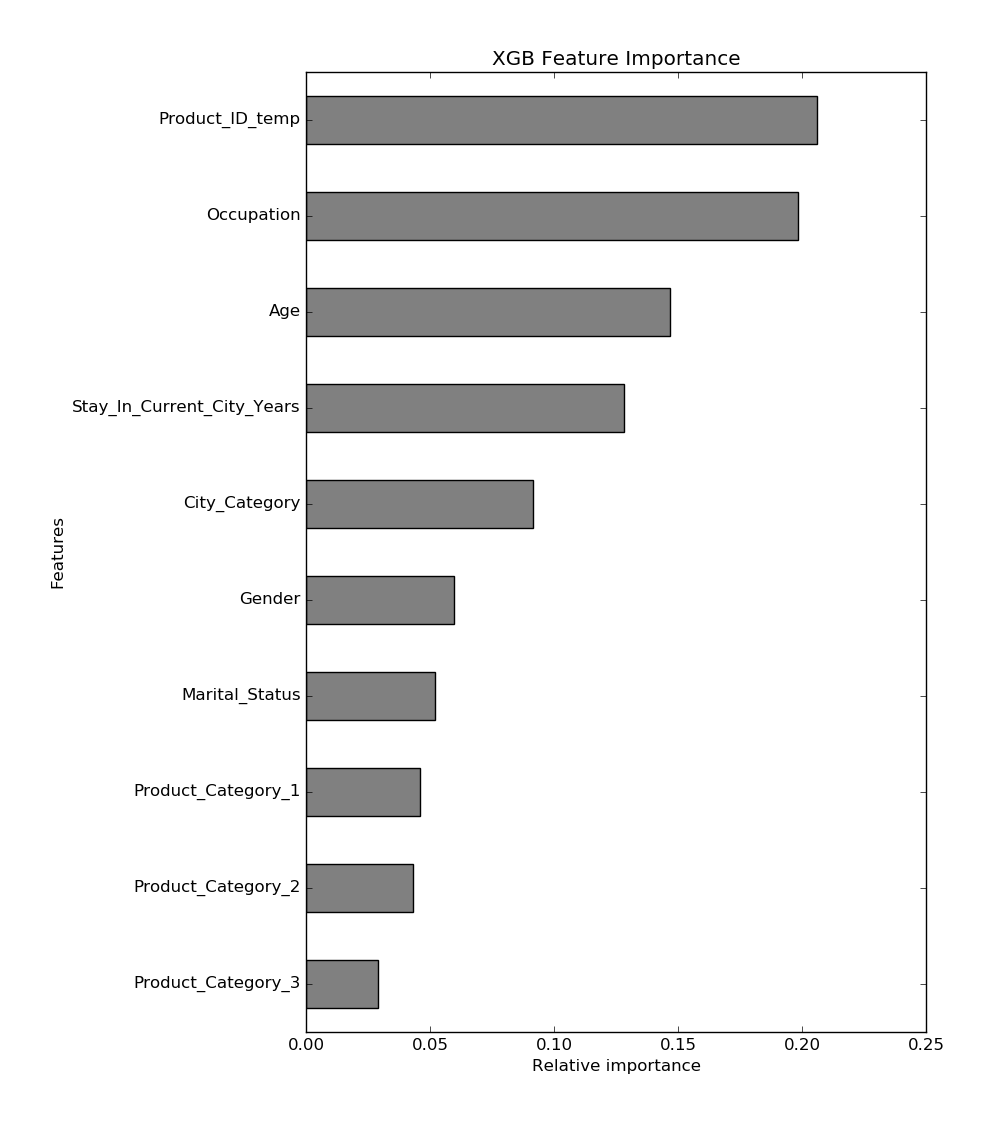 XGB Feature Importance
Product_ID_temp
Occupation
Age
Stay_In_Current_City_Years
City_Category
Gender
Marital_Status
Product_Category_1
Product_Category_2
Product_Category_3
Features
0.00 0.05 0.10 0.15 0.20 0.25
Relative importance